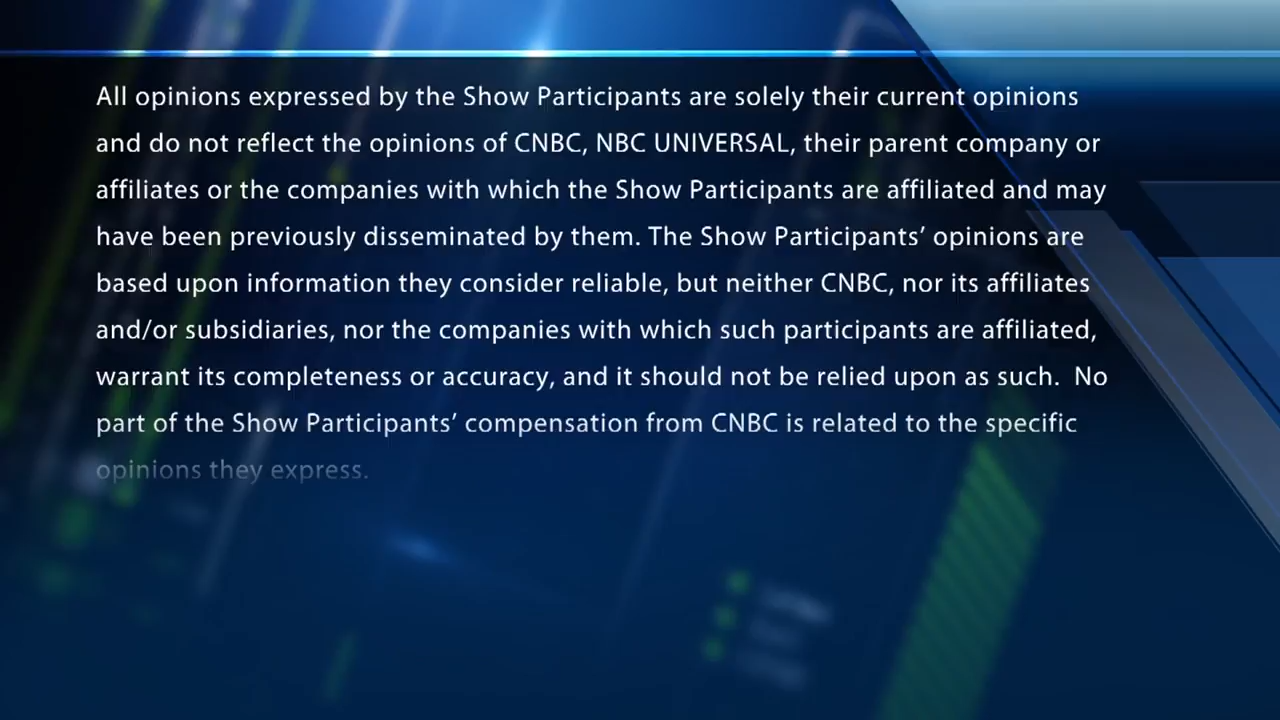 All opinions expressed by the Show Participants are solely their current opinions
and do not reflect the opinions of CNBC, NBC UNIVERSAL, their parent company or
affiliates or the companies with which the Show Participants are affiliated and may
have been previously disseminated by them. The Show Participants’ opinions are
based upon information they consider reliable, but neither CNBC, nor its affiliates
and/or subsidiaries, nor the companies with which such participants are affiliated,
warrant its completeness or accuracy, and it should not be relied upon as such.  No
part of the Show Participants’ compensation from CNBC is related to the specific
opinions they express.